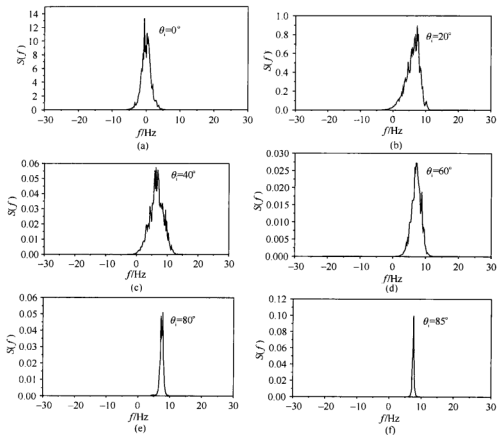 14
12
10
8
6
4
2
0
S(f)
θᵢ=0°
−30 −20 −10 0 10 20 30
f/Hz
(a)
1.0
0.8
0.6
0.4
0.2
0.0
S(f)
θᵢ=20°
−30 −20 −10 0 10 20 30
f/Hz
(b)
0.06
0.05
0.04
0.03
0.02
0.01
0.00
S(f)
θᵢ=40°
−30 −20 −10 0 10 20 30
f/Hz
(c)
0.030
0.025
0.020
0.015
0.010
0.005
0.000
S(f)
θᵢ=60°
−30 −20 −10 0 10 20 30
f/Hz
(d)
0.06
0.05
0.04
0.03
0.02
0.01
0.00
S(f)
θᵢ=80°
−30 −20 −10 0 10 20 30
f/Hz
(e)
0.12
0.10
0.08
0.06
0.04
0.02
0.00
S(f)
θᵢ=85°
−30 −20 −10 0 10 20 30
f/Hz
(f)